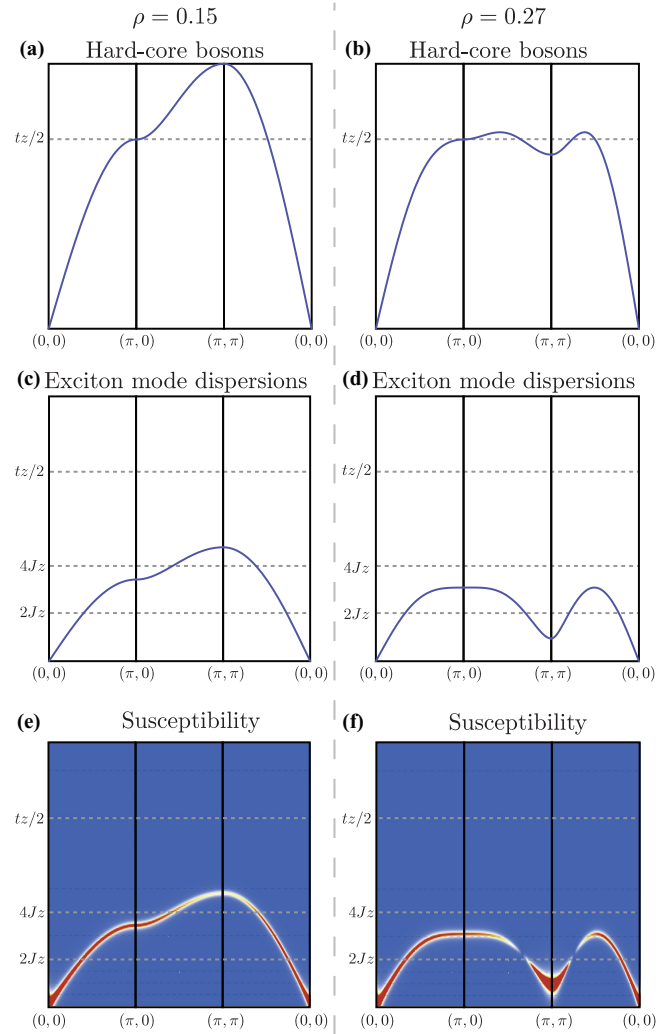 ρ = 0.15
ρ = 0.27
(a) Hard-core bosons
(b) Hard-core bosons
tz/2
tz/2
(0, 0) (π, 0) (π, π) (0, 0)
(0, 0) (π, 0) (π, π) (0, 0)
(c) Exciton mode dispersions
(d) Exciton mode dispersions
tz/2
4Jz
2Jz
tz/2
4Jz
2Jz
(0, 0) (π, 0) (π, π) (0, 0)
(0, 0) (π, 0) (π, π) (0, 0)
(e) Susceptibility
(f) Susceptibility
tz/2
4Jz
2Jz
tz/2
4Jz
2Jz
(0, 0) (π, 0) (π, π) (0, 0)
(0, 0) (π, 0) (π, π) (0, 0)